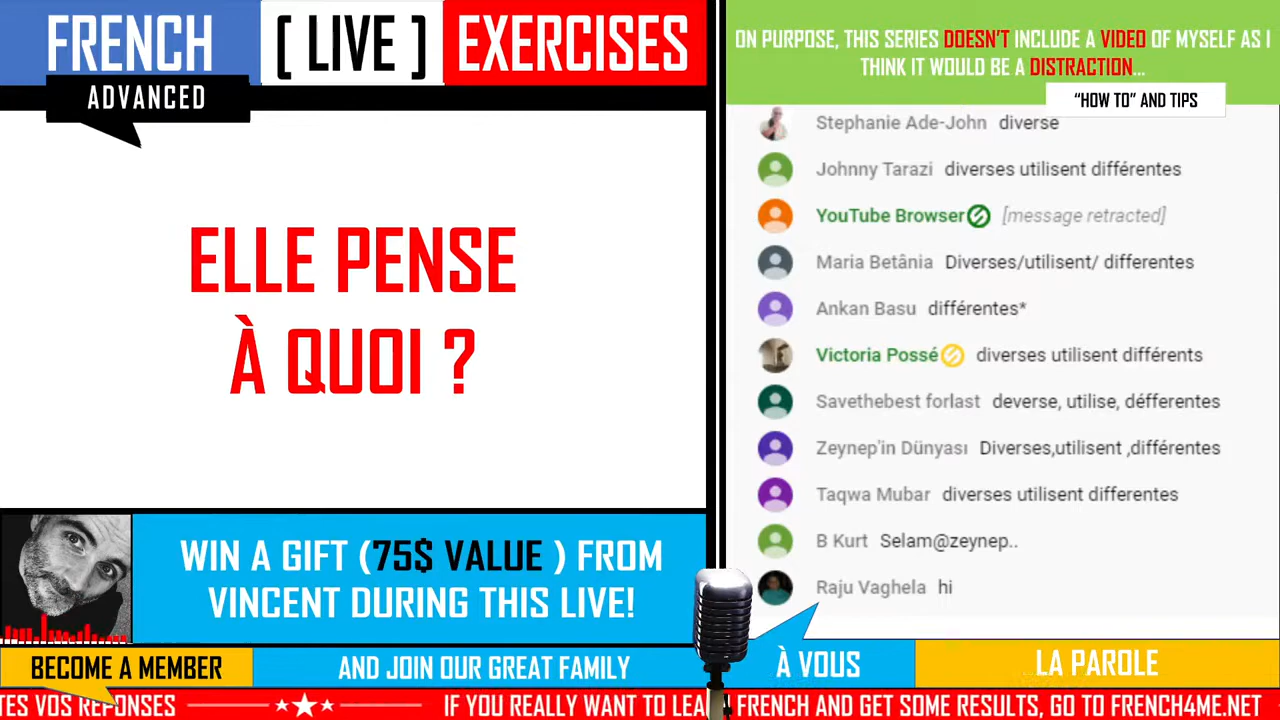 FRENCH [ LIVE ] EXERCISES
ADVANCED
ELLE PENSE
À QUOI ?
WIN A GIFT (75$ VALUE ) FROM
VINCENT DURING THIS LIVE!
BECOME A MEMBER
AND JOIN OUR GREAT FAMILY
ON PURPOSE, THIS SERIES DOESN'T INCLUDE A VIDEO OF MYSELF AS I
THINK IT WOULD BE A DISTRACTION...
“HOW TO” AND TIPS
Stephanie Ade-John diverse
Johnny Tarazi diverses utilisent différentes
YouTube Browser [message retracted]
Maria Betânia Diverses/utilisent/ differentes
Ankan Basu différentes*
Victoria Possé diverses utilisent différents
Savethebest forlast deverse, utilise, défferentes
Zeynep'in Dünyası Diverses,utilisent ,différentes
Taqwa Mubar diverses utilisent differentes
B Kurt Selam@zeynep..
Raju Vaghela hi
À VOUS
LA PAROLE
TES VOS RÉPONSES IF YOU REALLY WANT TO LEARN FRENCH AND GET SOME RESULTS, GO TO FRENCH4ME.NET